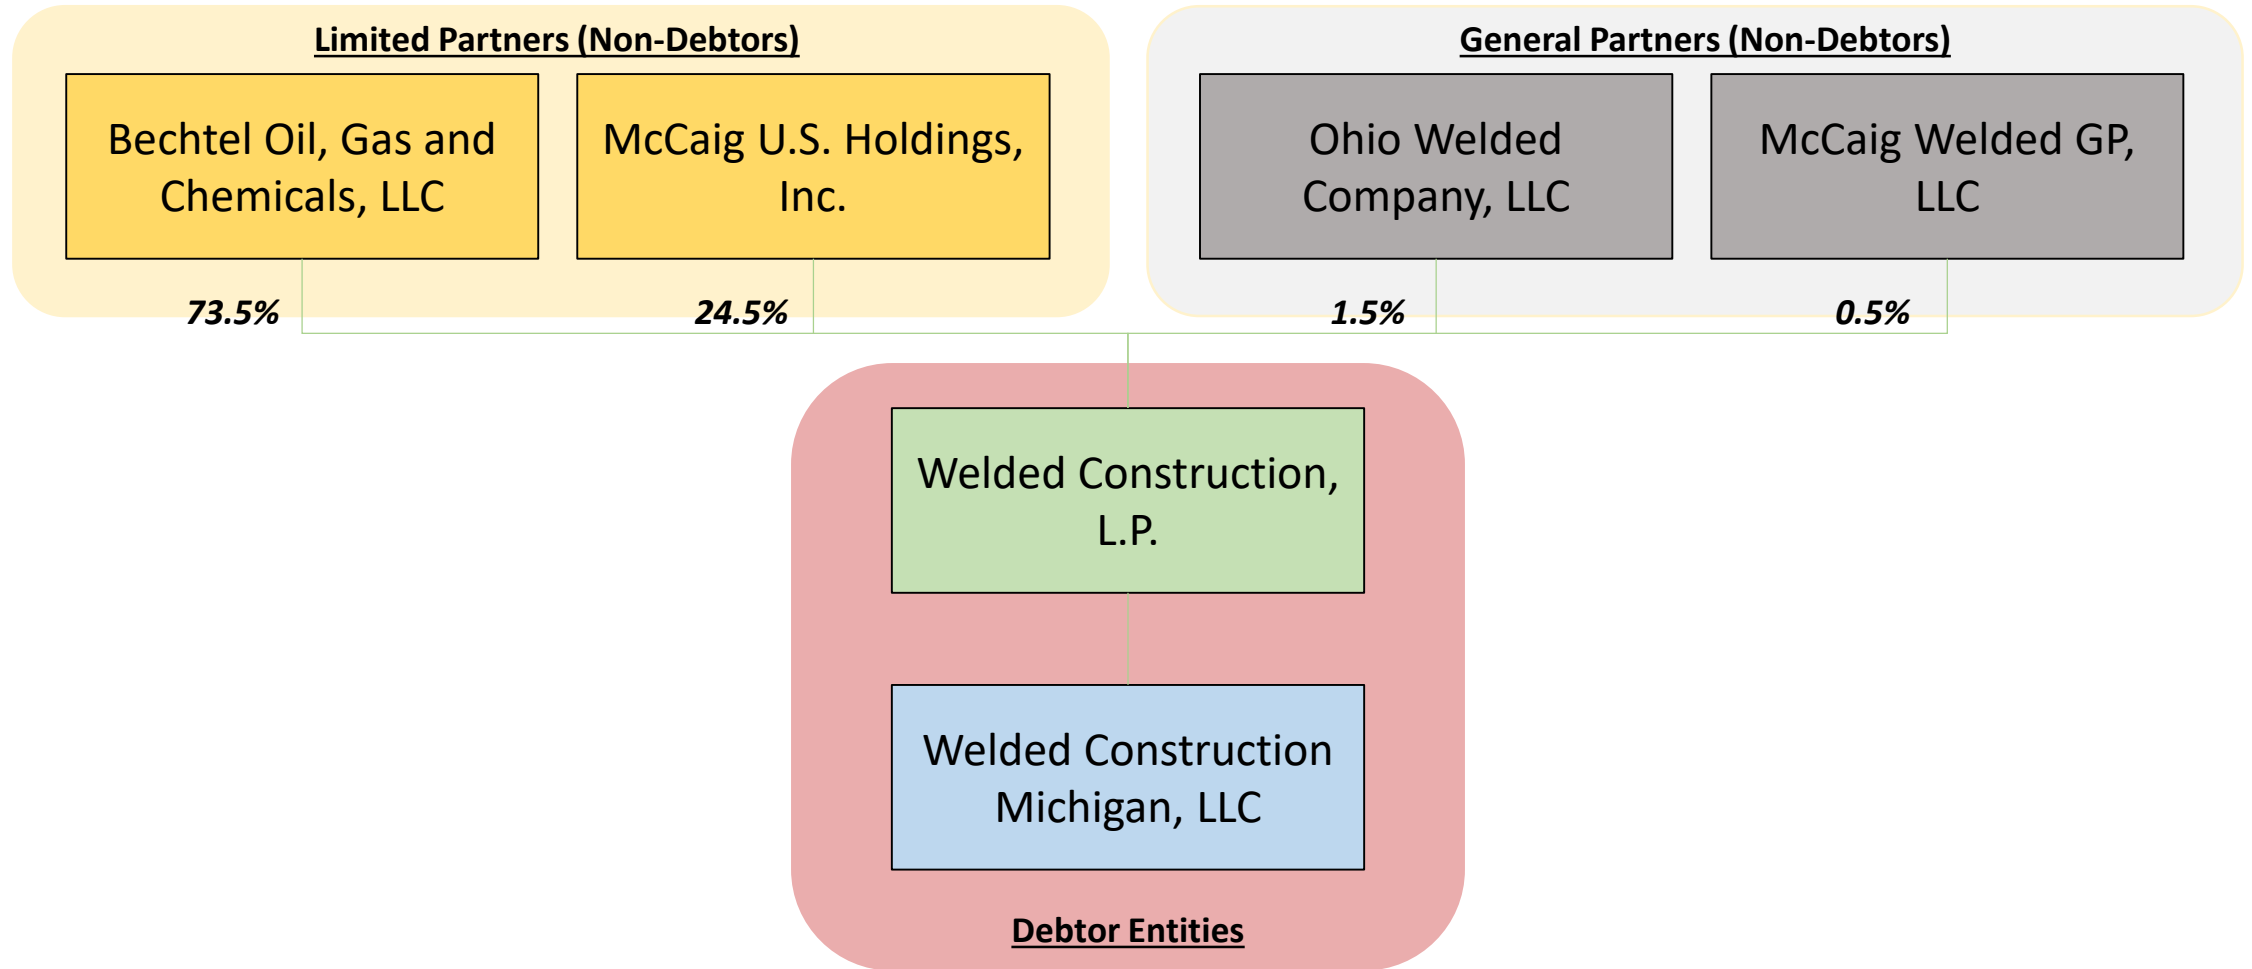 Limited Partners (Non-Debtors)
General Partners (Non-Debtors)
Bechtel Oil, Gas and
Chemicals, LLC
McCaig U.S. Holdings,
Inc.
Ohio Welded
Company, LLC
McCaig Welded GP,
LLC
73.5%
24.5%
1.5%
0.5%
Welded Construction,
L.P.
Welded Construction
Michigan, LLC
Debtor Entities